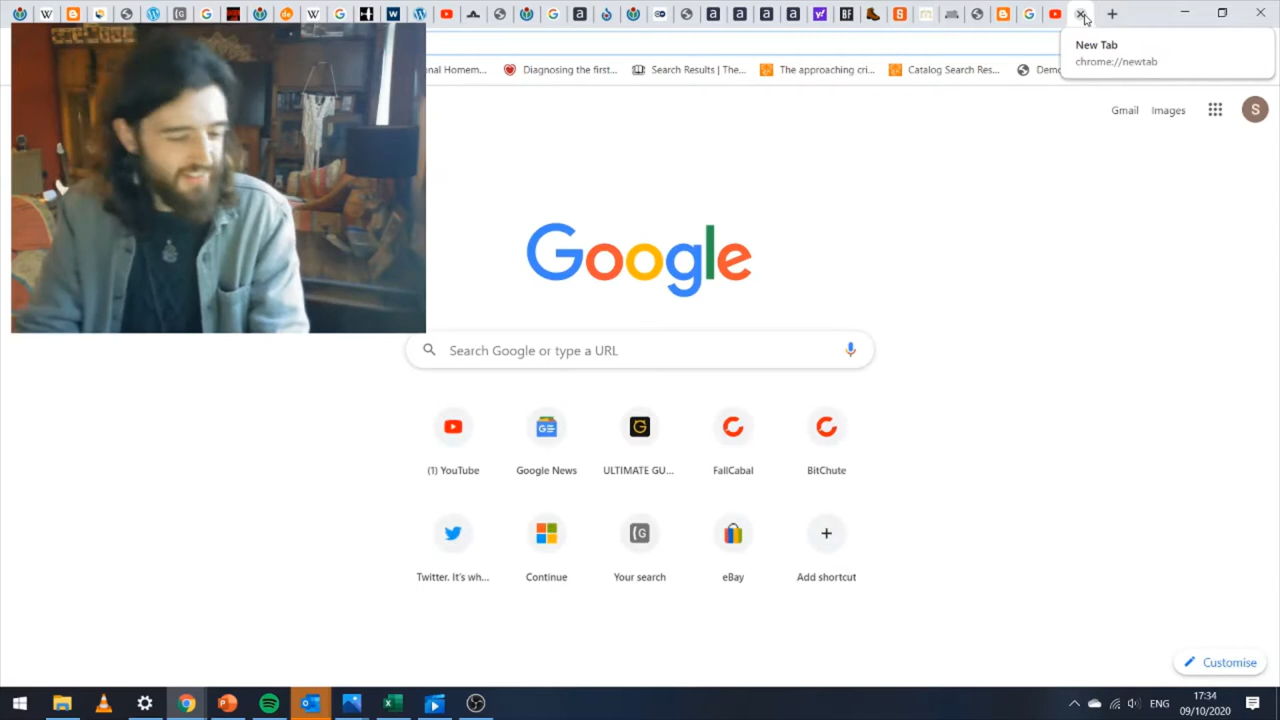 New Tab
chrome://newtab
nal Homem...
Diagnosing the first...
Search Results | The...
The approaching cri...
Catalog Search Res...
Demo
Gmail
Images
S
Google
Search Google or type a URL
(1) YouTube
Google News
ULTIMATE GU...
FallCabal
BitChute
Twitter. It's wh...
Continue
Your search
eBay
Add shortcut
Customise
ENG
17:34
09/10/2020